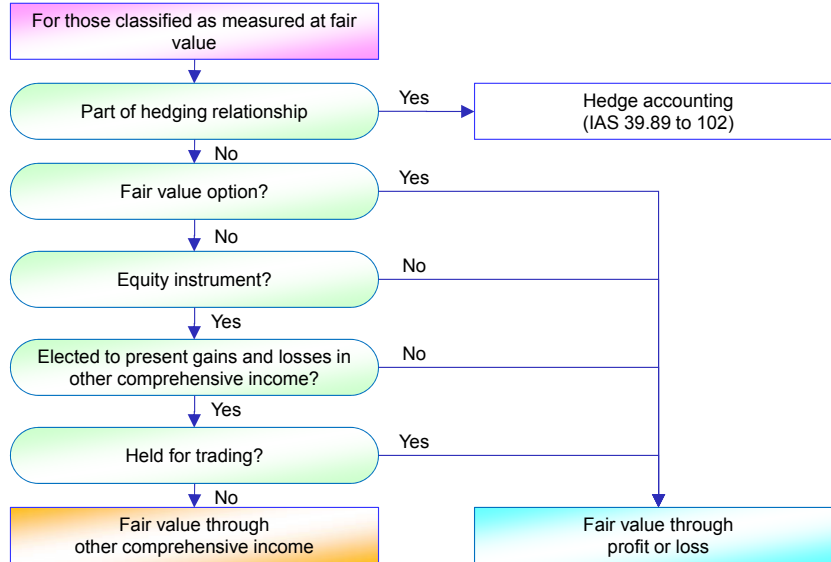 For those classified as measured at fair
value
Part of hedging relationship
Yes
Hedge accounting
(IAS 39.89 to 102)
No
Fair value option?
Yes
No
Equity instrument?
No
Yes
Elected to present gains and losses in
other comprehensive income?
No
Yes
Held for trading?
Yes
No
Fair value through
other comprehensive income
Fair value through
profit or loss